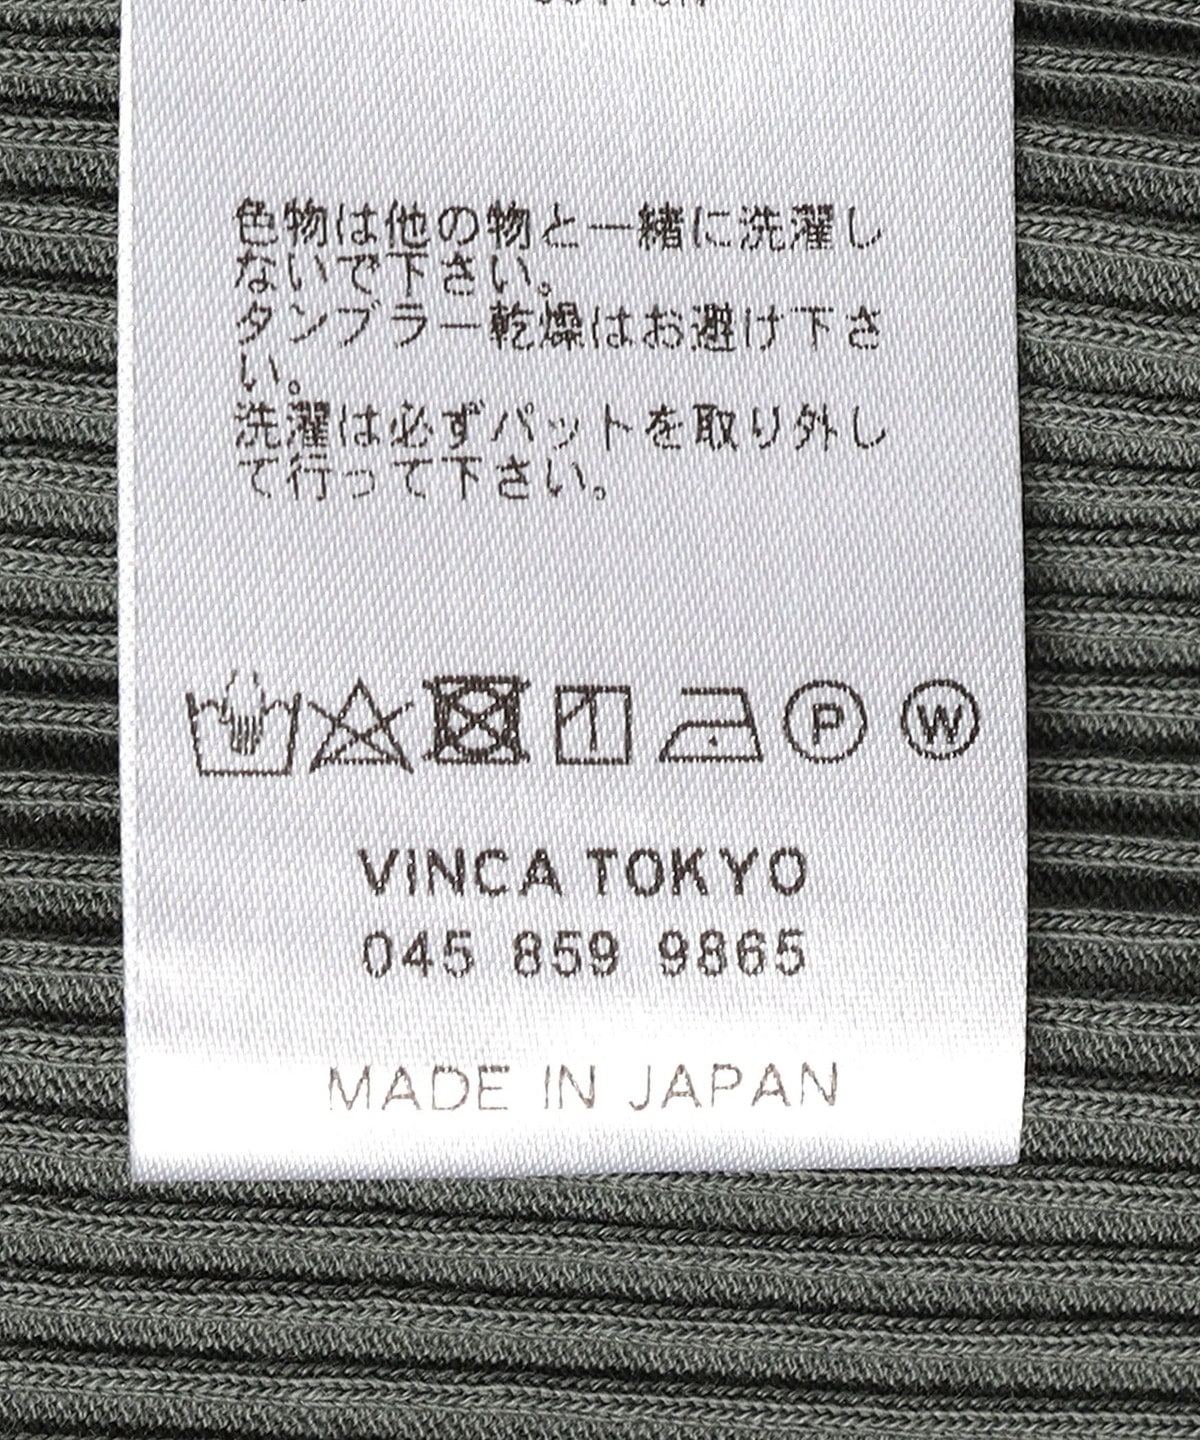 色物は他の物と一緒に洗濯し
ないで下さい。
タンブラー乾燥はお避け下さ
い。
洗濯は必ずパットを取り外し
て行って下さい。
P W
VINCA TOKYO
045 859 9865
MADE IN JAPAN